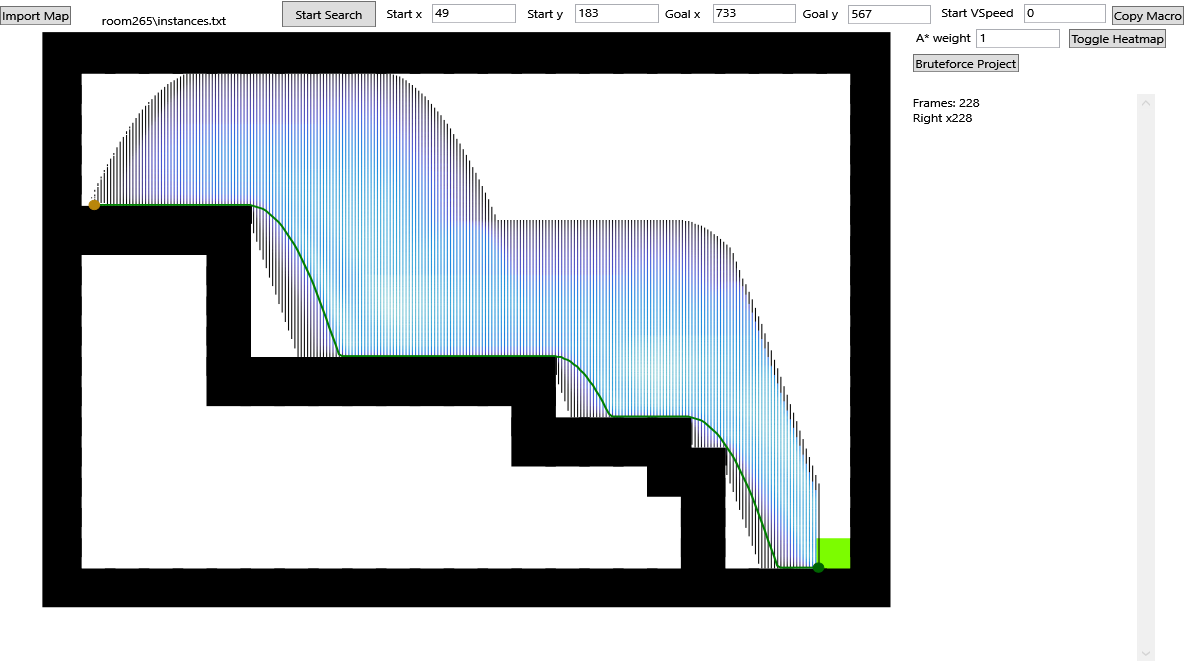 Import Map room265\instances.txt Start Search Start x 49 Start y 183 Goal x 733 Goal y 567 Start VSpeed 0 Copy Macro
A* weight 1 Toggle Heatmap
Bruteforce Project
Frames: 228
Right x228